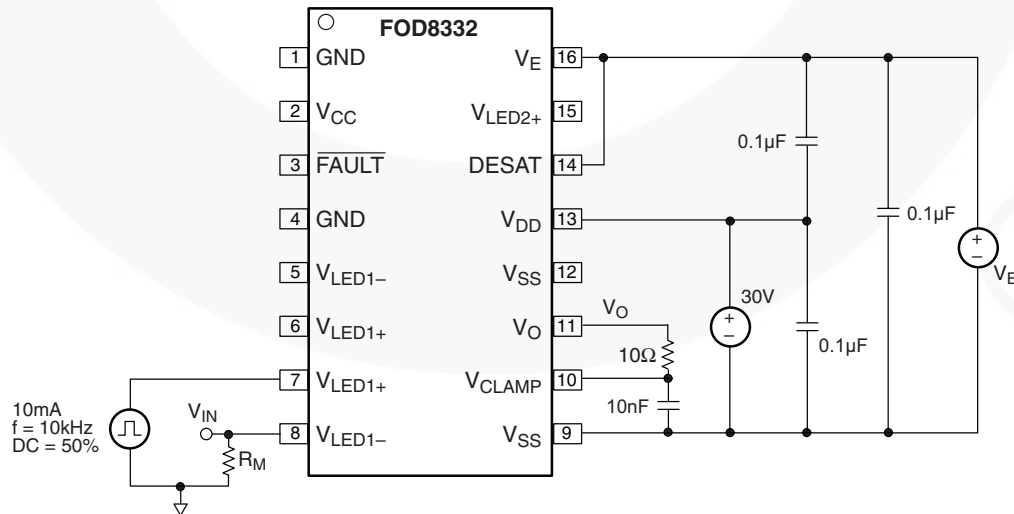 FOD8332
1 GND
2 VCC
3 FAULT
4 GND
5 VLED1–
6 VLED1+
7 VLED1+
8 VLED1–
VE 16
VLED2+ 15
DESAT 14
VDD 13
VSS 12
VO 11
VCLAMP 10
VSS 9
10mA
f = 10kHz
DC = 50%
VIN
RM
VO
10Ω
10nF
30V
+
–
0.1µF
0.1µF
0.1µF
+
–
VE